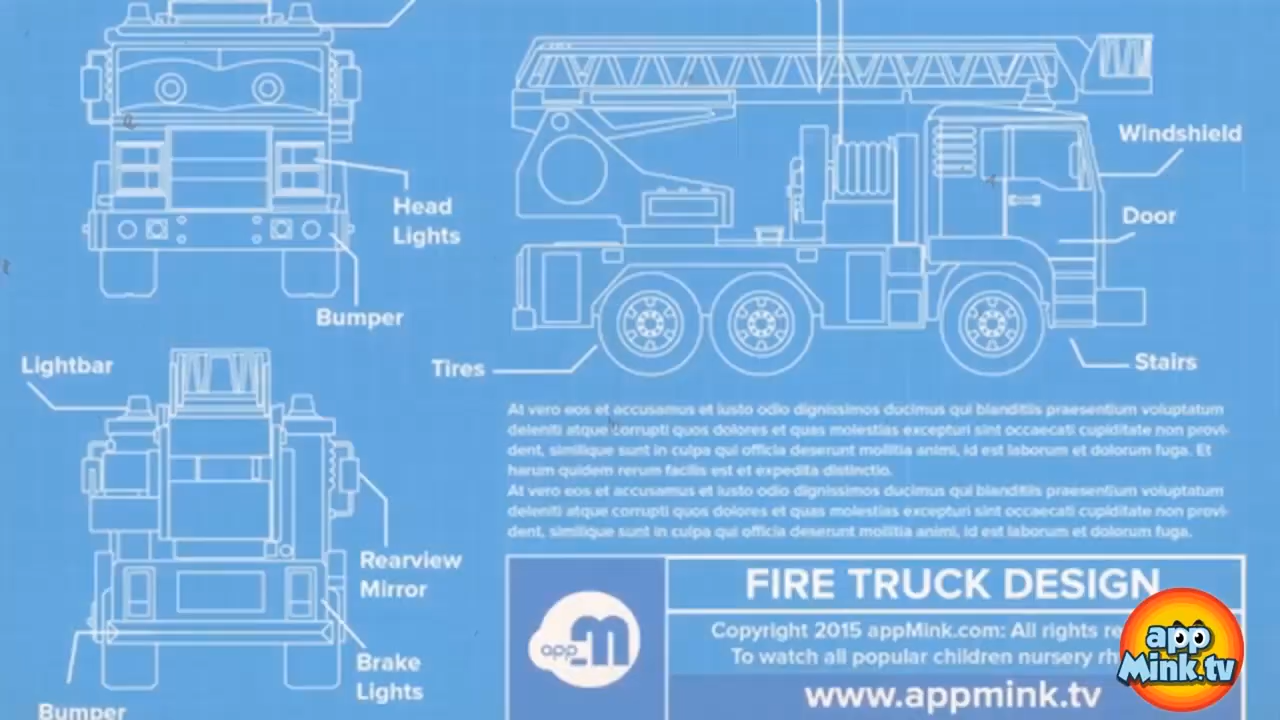 Windshield
Door
Head
Lights
Bumper
Lightbar
Tires
Stairs
At vero eos et accusamus et iusto odio dignissimos ducimus qui blanditiis praesentium voluptatum
deleniti atque corrupti quos dolores et quas molestias excepturi sint occaecati cupiditate non provi-
dent, similique sunt in culpa qui officia deserunt mollitia animi, id est laborum et dolorum fuga. Et
harum quidem rerum facilis est et expedita distinctio.
At vero eos et accusamus et iusto odio dignissimos ducimus qui blanditiis praesentium voluptatum
deleniti atque corrupti quos dolores et quas molestias excepturi sint occaecati cupiditate non provi-
dent, similique sunt in culpa qui officia deserunt mollitia animi, id est laborum et dolorum fuga.
Rearview
Mirror
Brake
Lights
Bumper
app m
FIRE TRUCK DESIGN
Copyright 2015 appMink.com: All rights
To watch all popular children nursery
www.appmink.tv
app
Mink.tv